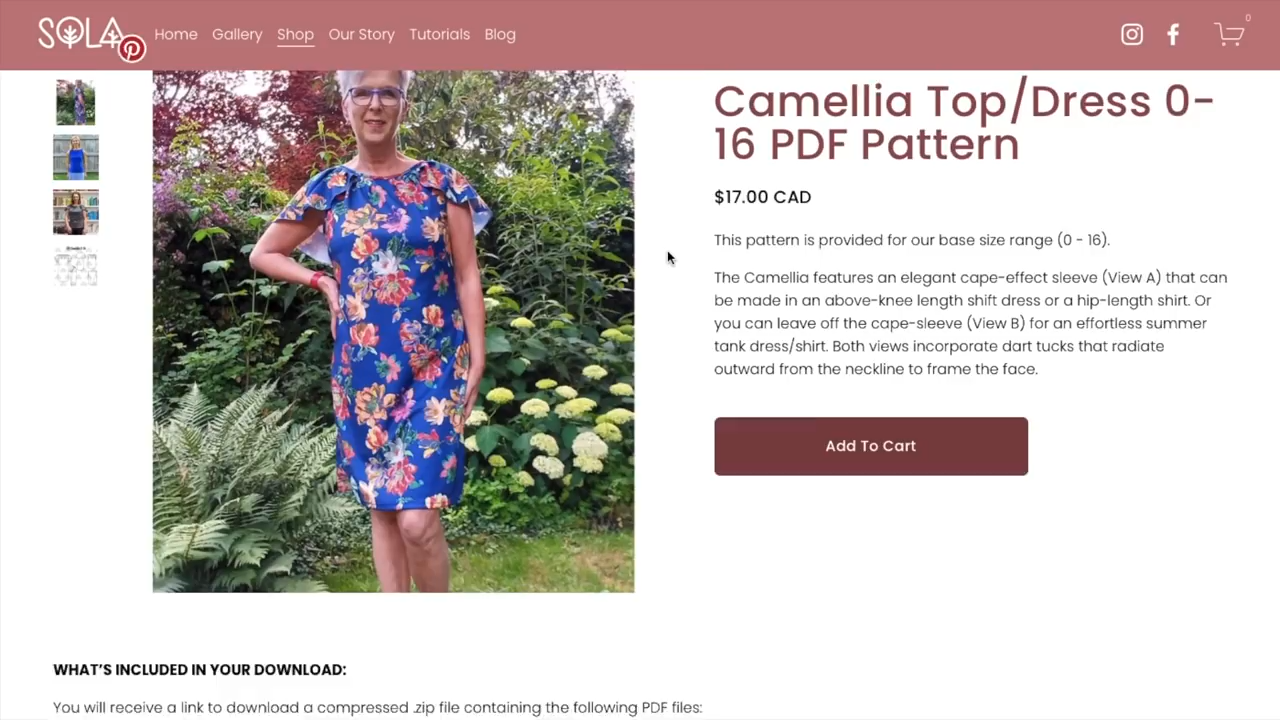 SOLA
Home Gallery Shop Our Story Tutorials Blog
0
Camellia Top/Dress 0-
16 PDF Pattern
$17.00 CAD
This pattern is provided for our base size range (0 - 16).
The Camellia features an elegant cape-effect sleeve (View A) that can
be made in an above-knee length shift dress or a hip-length shirt. Or
you can leave off the cape-sleeve (View B) for an effortless summer
tank dress/shirt. Both views incorporate dart tucks that radiate
outward from the neckline to frame the face.
Add To Cart
WHAT'S INCLUDED IN YOUR DOWNLOAD:
You will receive a link to download a compressed .zip file containing the following PDF files: